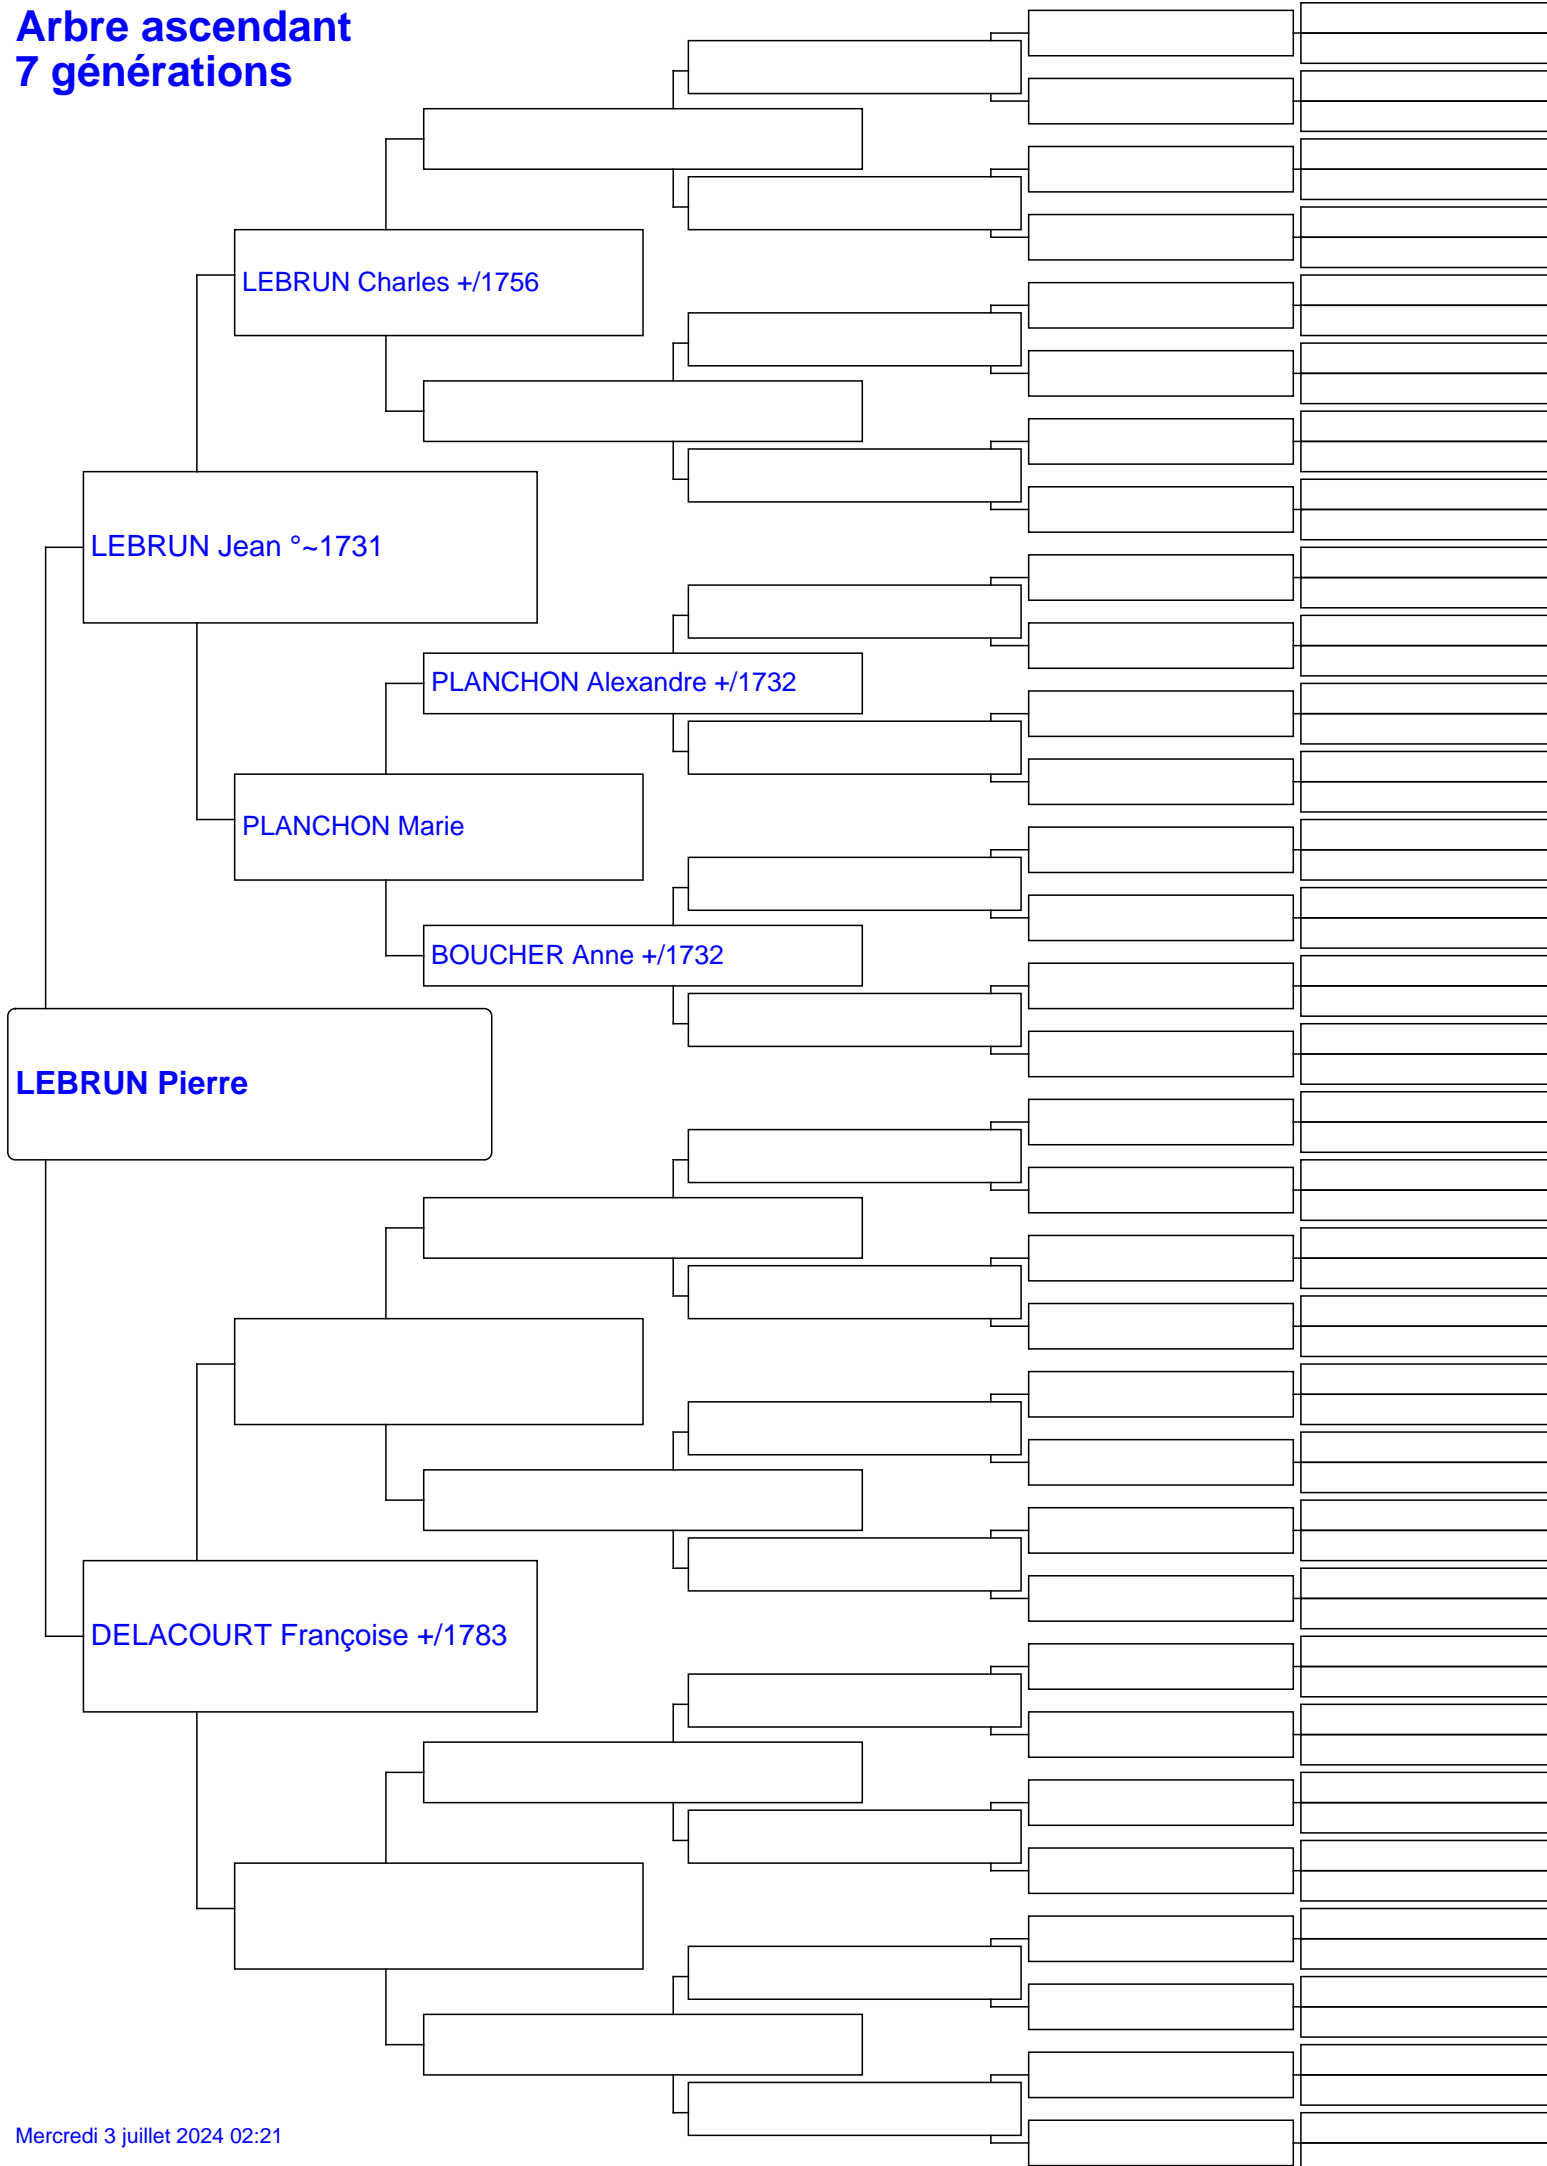 Arbre ascendant
7 générations
LEBRUN Charles +/1756
LEBRUN Jean °~1731
PLANCHON Alexandre +/1732
PLANCHON Marie
BOUCHER Anne +/1732
LEBRUN Pierre
DELACOURT Françoise +/1783
Mercredi 3 juillet 2024 02:21